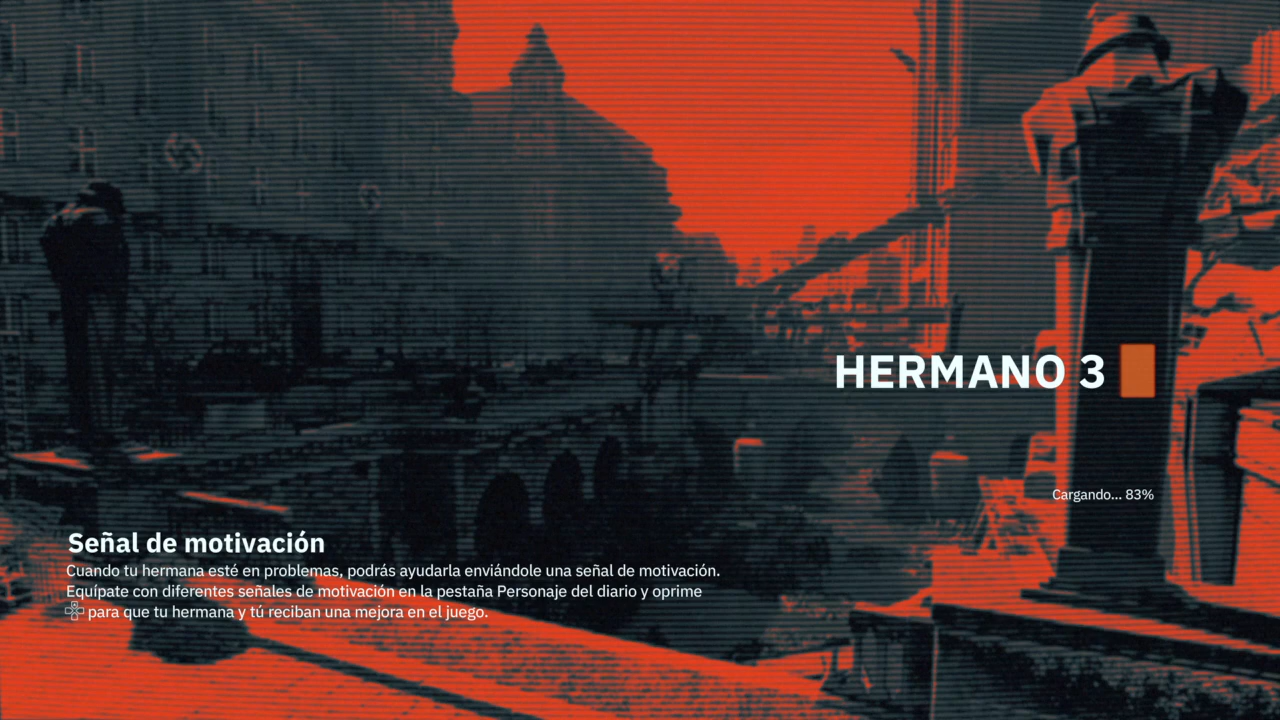 HERMANO 3
Cargando... 83%
Señal de motivación
Cuando tu hermana esté en problemas, podrás ayudarla enviándole una señal de motivación.
Equípate con diferentes señales de motivación en la pestaña Personaje del diario y oprime
para que tu hermana y tú reciban una mejora en el juego.